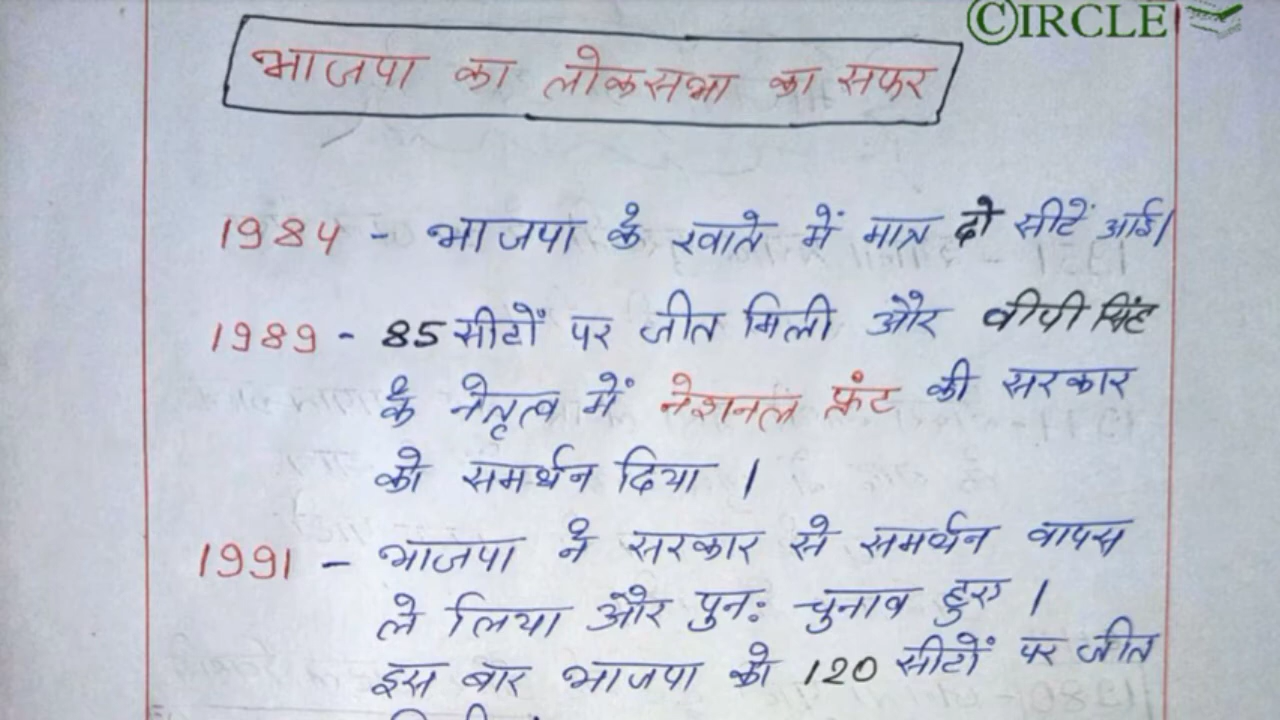 ©IRCLE
भाजपा का लोकसभा का सफर
1984 - भाजपा के खाते में मात्र दो सीटें आई।
1989 - 85 सीटों पर जीत मिली और वीपी सिंह
के नेतृत्व में नेशनल फ्रंट की सरकार
को समर्थन दिया ।
1991 - भाजपा ने सरकार से समर्थन वापस
ले लिया और पुनः चुनाव हुए ।
इस बार भाजपा को 120 सीटों पर जीत